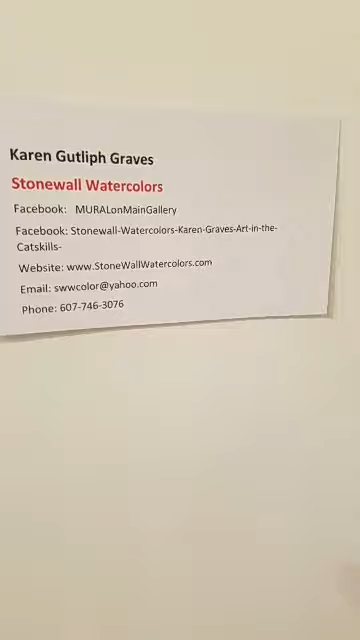 Karen Gutliph Graves
Stonewall Watercolors
Facebook: MURALonMainGallery
Facebook: Stonewall-Watercolors-Karen-Graves-Art-in-the-
Catskills-
Website: www.StoneWallWatercolors.com
Email: swwcolor@yahoo.com
Phone: 607-746-3076